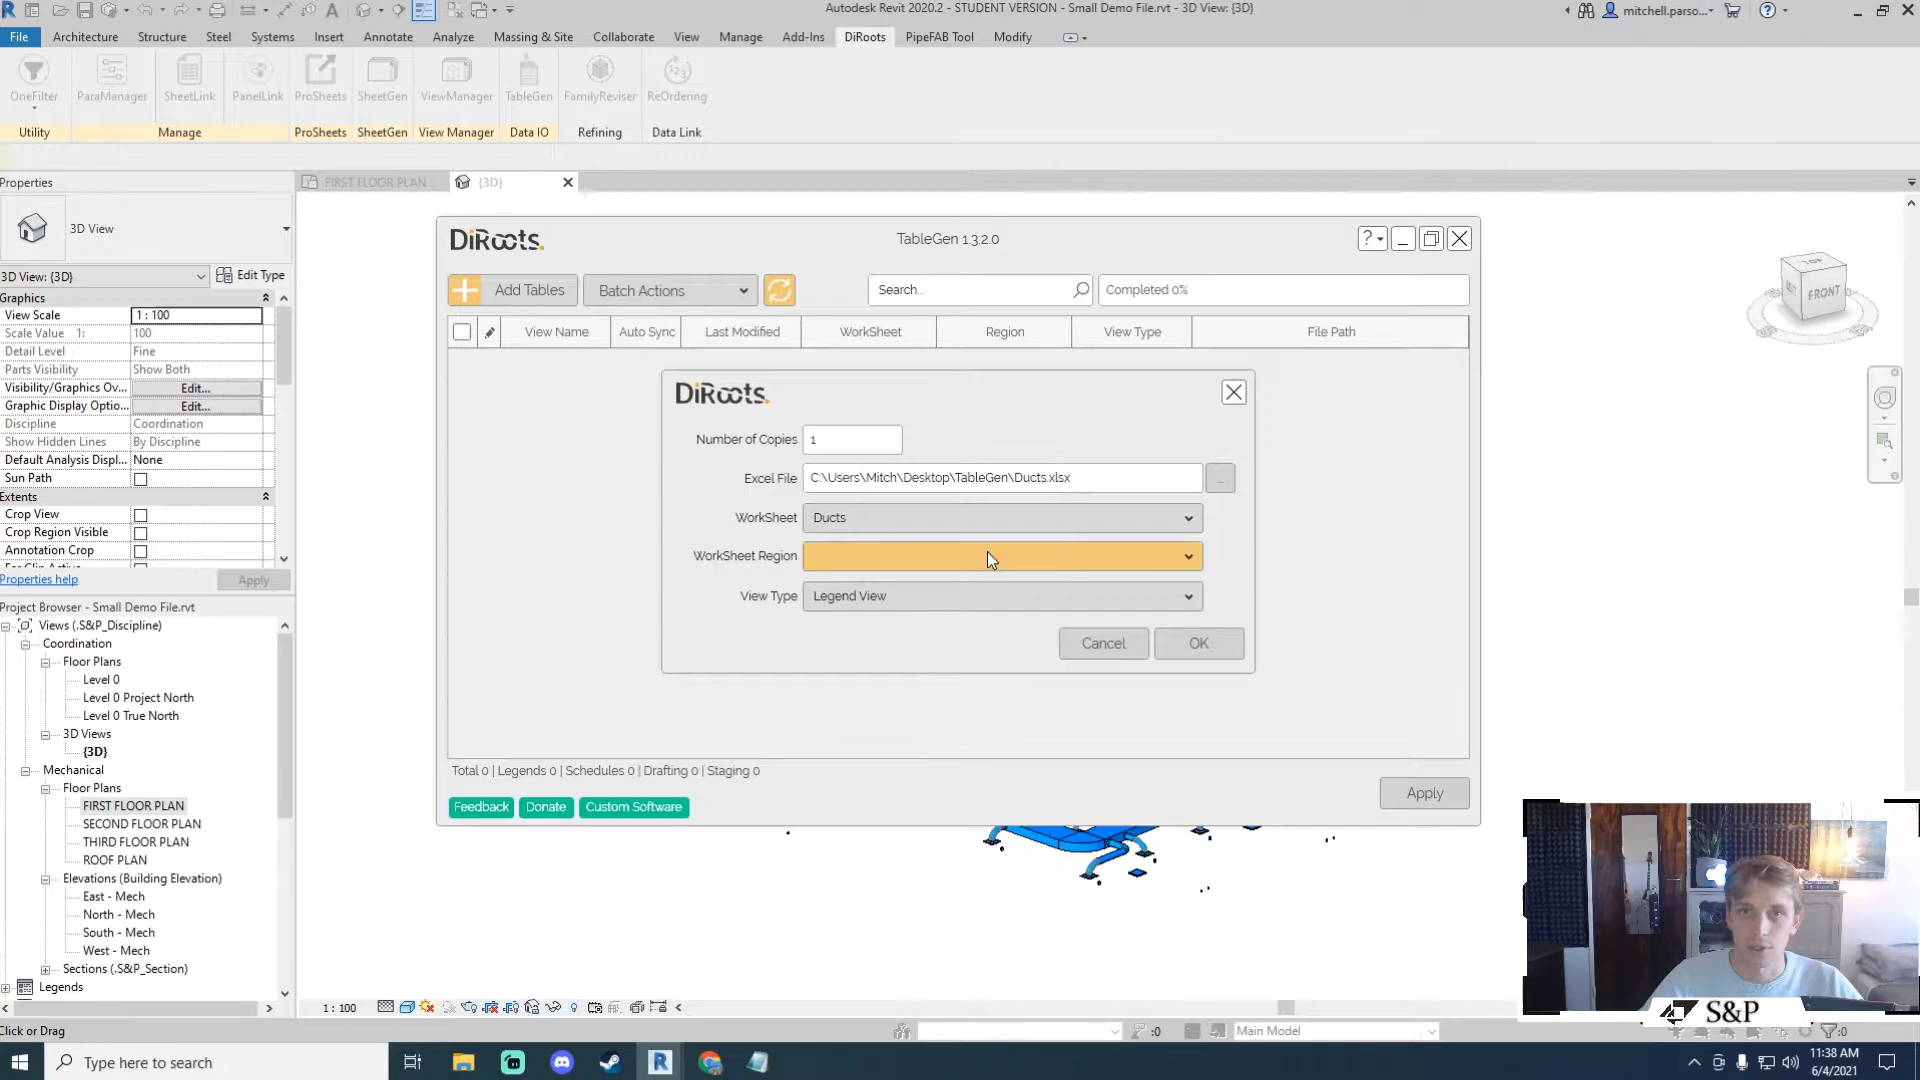 Autodesk Revit 2020.2 - STUDENT VERSION - Small Demo File.rvt - 3D View: {3D}
mitchell.parso...
File Architecture Structure Steel Systems Insert Annotate Analyze Massing & Site Collaborate View Manage Add-Ins DiRoots PipeFAB Tool Modify
OneFilter ParaManager SheetLink PanelLink ProSheets SheetGen ViewManager TableGen FamilyReviser ReOrdering
Utility Manage ProSheets SheetGen View Manager Data IO Refining Data Link
Properties
FIRST FLOOR PLAN {3D}
3D View
3D View: {3D} Edit Type
Graphics
View Scale 1 : 100
Scale Value 1: 100
Detail Level Fine
Parts Visibility Show Both
Visibility/Graphics Ov... Edit...
Graphic Display Optio... Edit...
Discipline Coordination
Show Hidden Lines By Discipline
Default Analysis Displ... None
Sun Path
Extents
Crop View
Crop Region Visible
Annotation Crop
Properties help Apply
Project Browser - Small Demo File.rvt
Views (.S&P_Discipline)
Coordination
Floor Plans
Level 0
Level 0 Project North
Level 0 True North
3D Views
{3D}
Mechanical
Floor Plans
FIRST FLOOR PLAN
SECOND FLOOR PLAN
THIRD FLOOR PLAN
ROOF PLAN
Elevations (Building Elevation)
East - Mech
North - Mech
South - Mech
West - Mech
Sections (.S&P_Section)
Legends
DiRoots.
TableGen 1.3.2.0
?
Add Tables Batch Actions Search... Completed 0%
View Name Auto Sync Last Modified WorkSheet Region View Type File Path
DiRoots.
Number of Copies 1
Excel File C:\Users\Mitch\Desktop\TableGen\Ducts.xlsx ...
WorkSheet Ducts
WorkSheet Region
View Type Legend View
Cancel OK
Total 0 | Legends 0 | Schedules 0 | Drafting 0 | Staging 0
Feedback Donate Custom Software
Apply
FRONT
S&P
1 : 100
Click or Drag
:0 Main Model :0
Type here to search
11:38 AM
6/4/2021